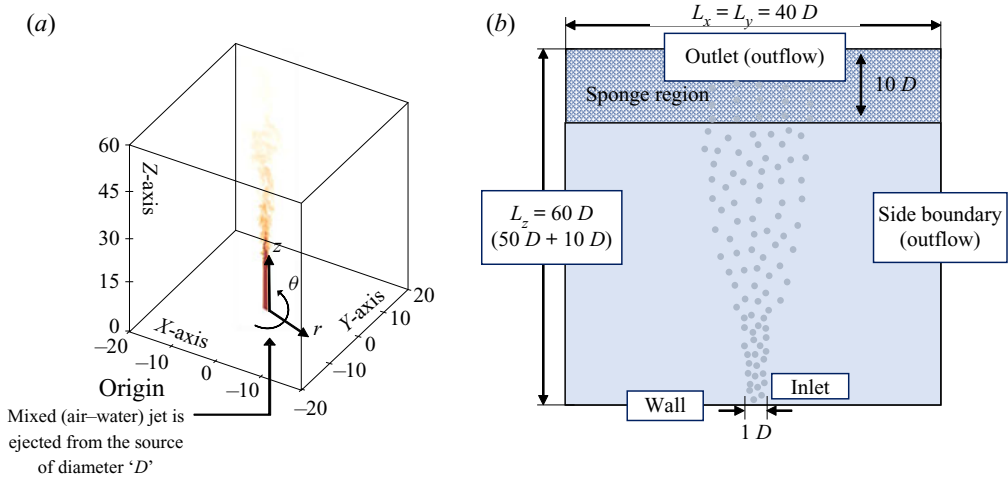 (a)
60
45
30
15
0
Z-axis
z
θ
r
–20
–10
0
–10
–20
X-axis
Y-axis
20
10
0
–10
Origin
Mixed (air–water) jet is
ejected from the source
of diameter ‘D’
(b)
Lx = Ly = 40 D
Outlet (outflow)
Sponge region
10 D
Lz = 60 D
(50 D + 10 D)
Side boundary
(outflow)
Inlet
Wall
1 D